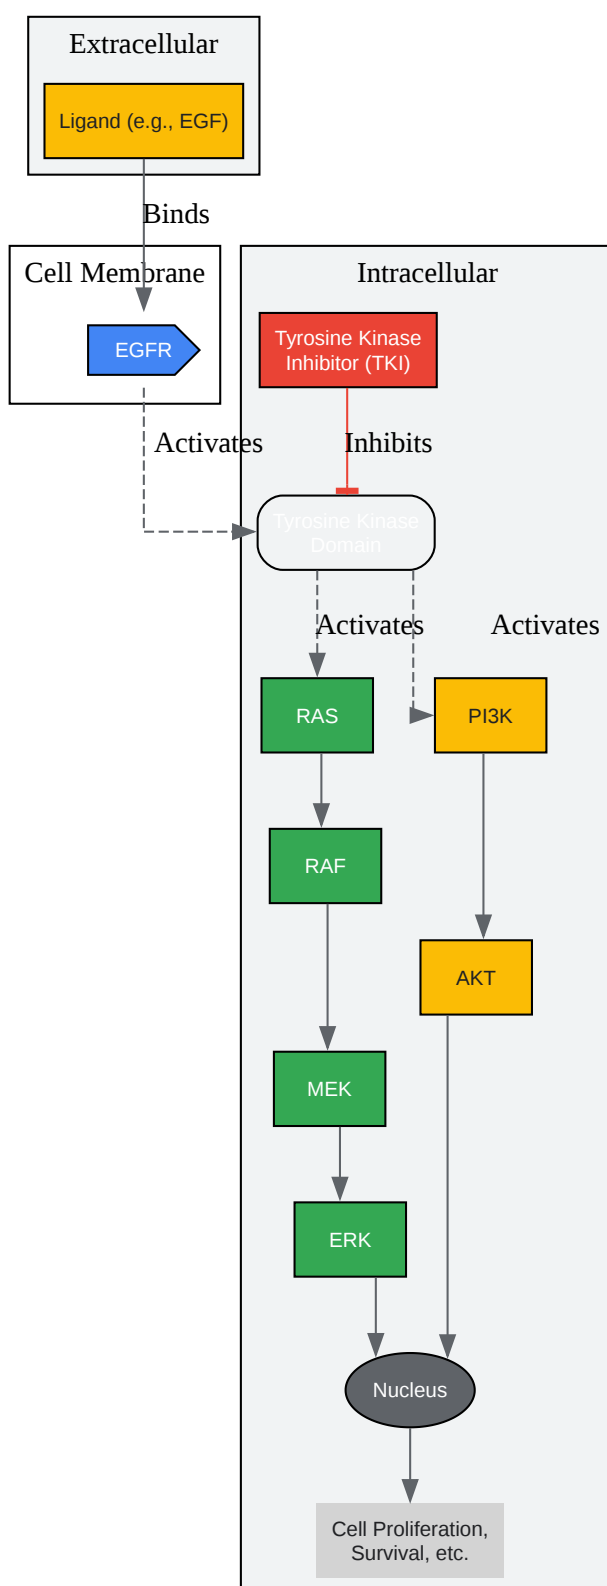 Extracellular
Ligand (e.g., EGF)
Binds
Cell Membrane
EGFR
Intracellular
Tyrosine Kinase
Inhibitor (TKI)
Activates
Inhibits
Tyrosine Kinase
Domain
Activates
Activates
RAS
PI3K
RAF
AKT
MEK
ERK
Nucleus
Cell Proliferation,
Survival, etc.